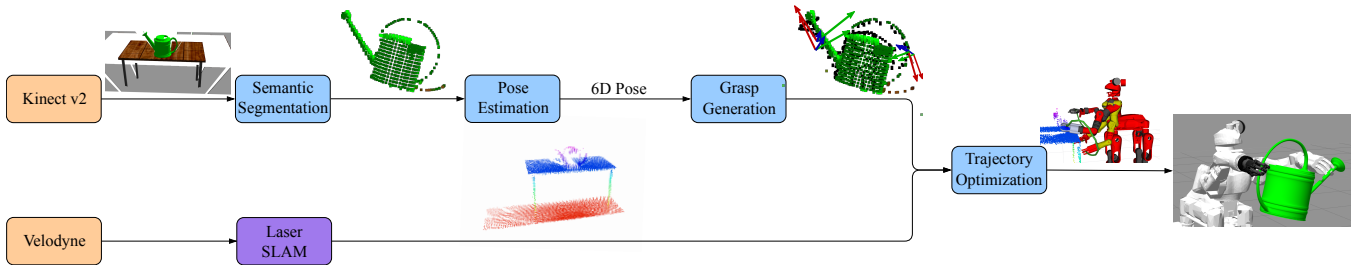 Kinect v2
Semantic
Segmentation
Pose
Estimation
6D Pose
Grasp
Generation
Trajectory
Optimization
Velodyne
Laser
SLAM